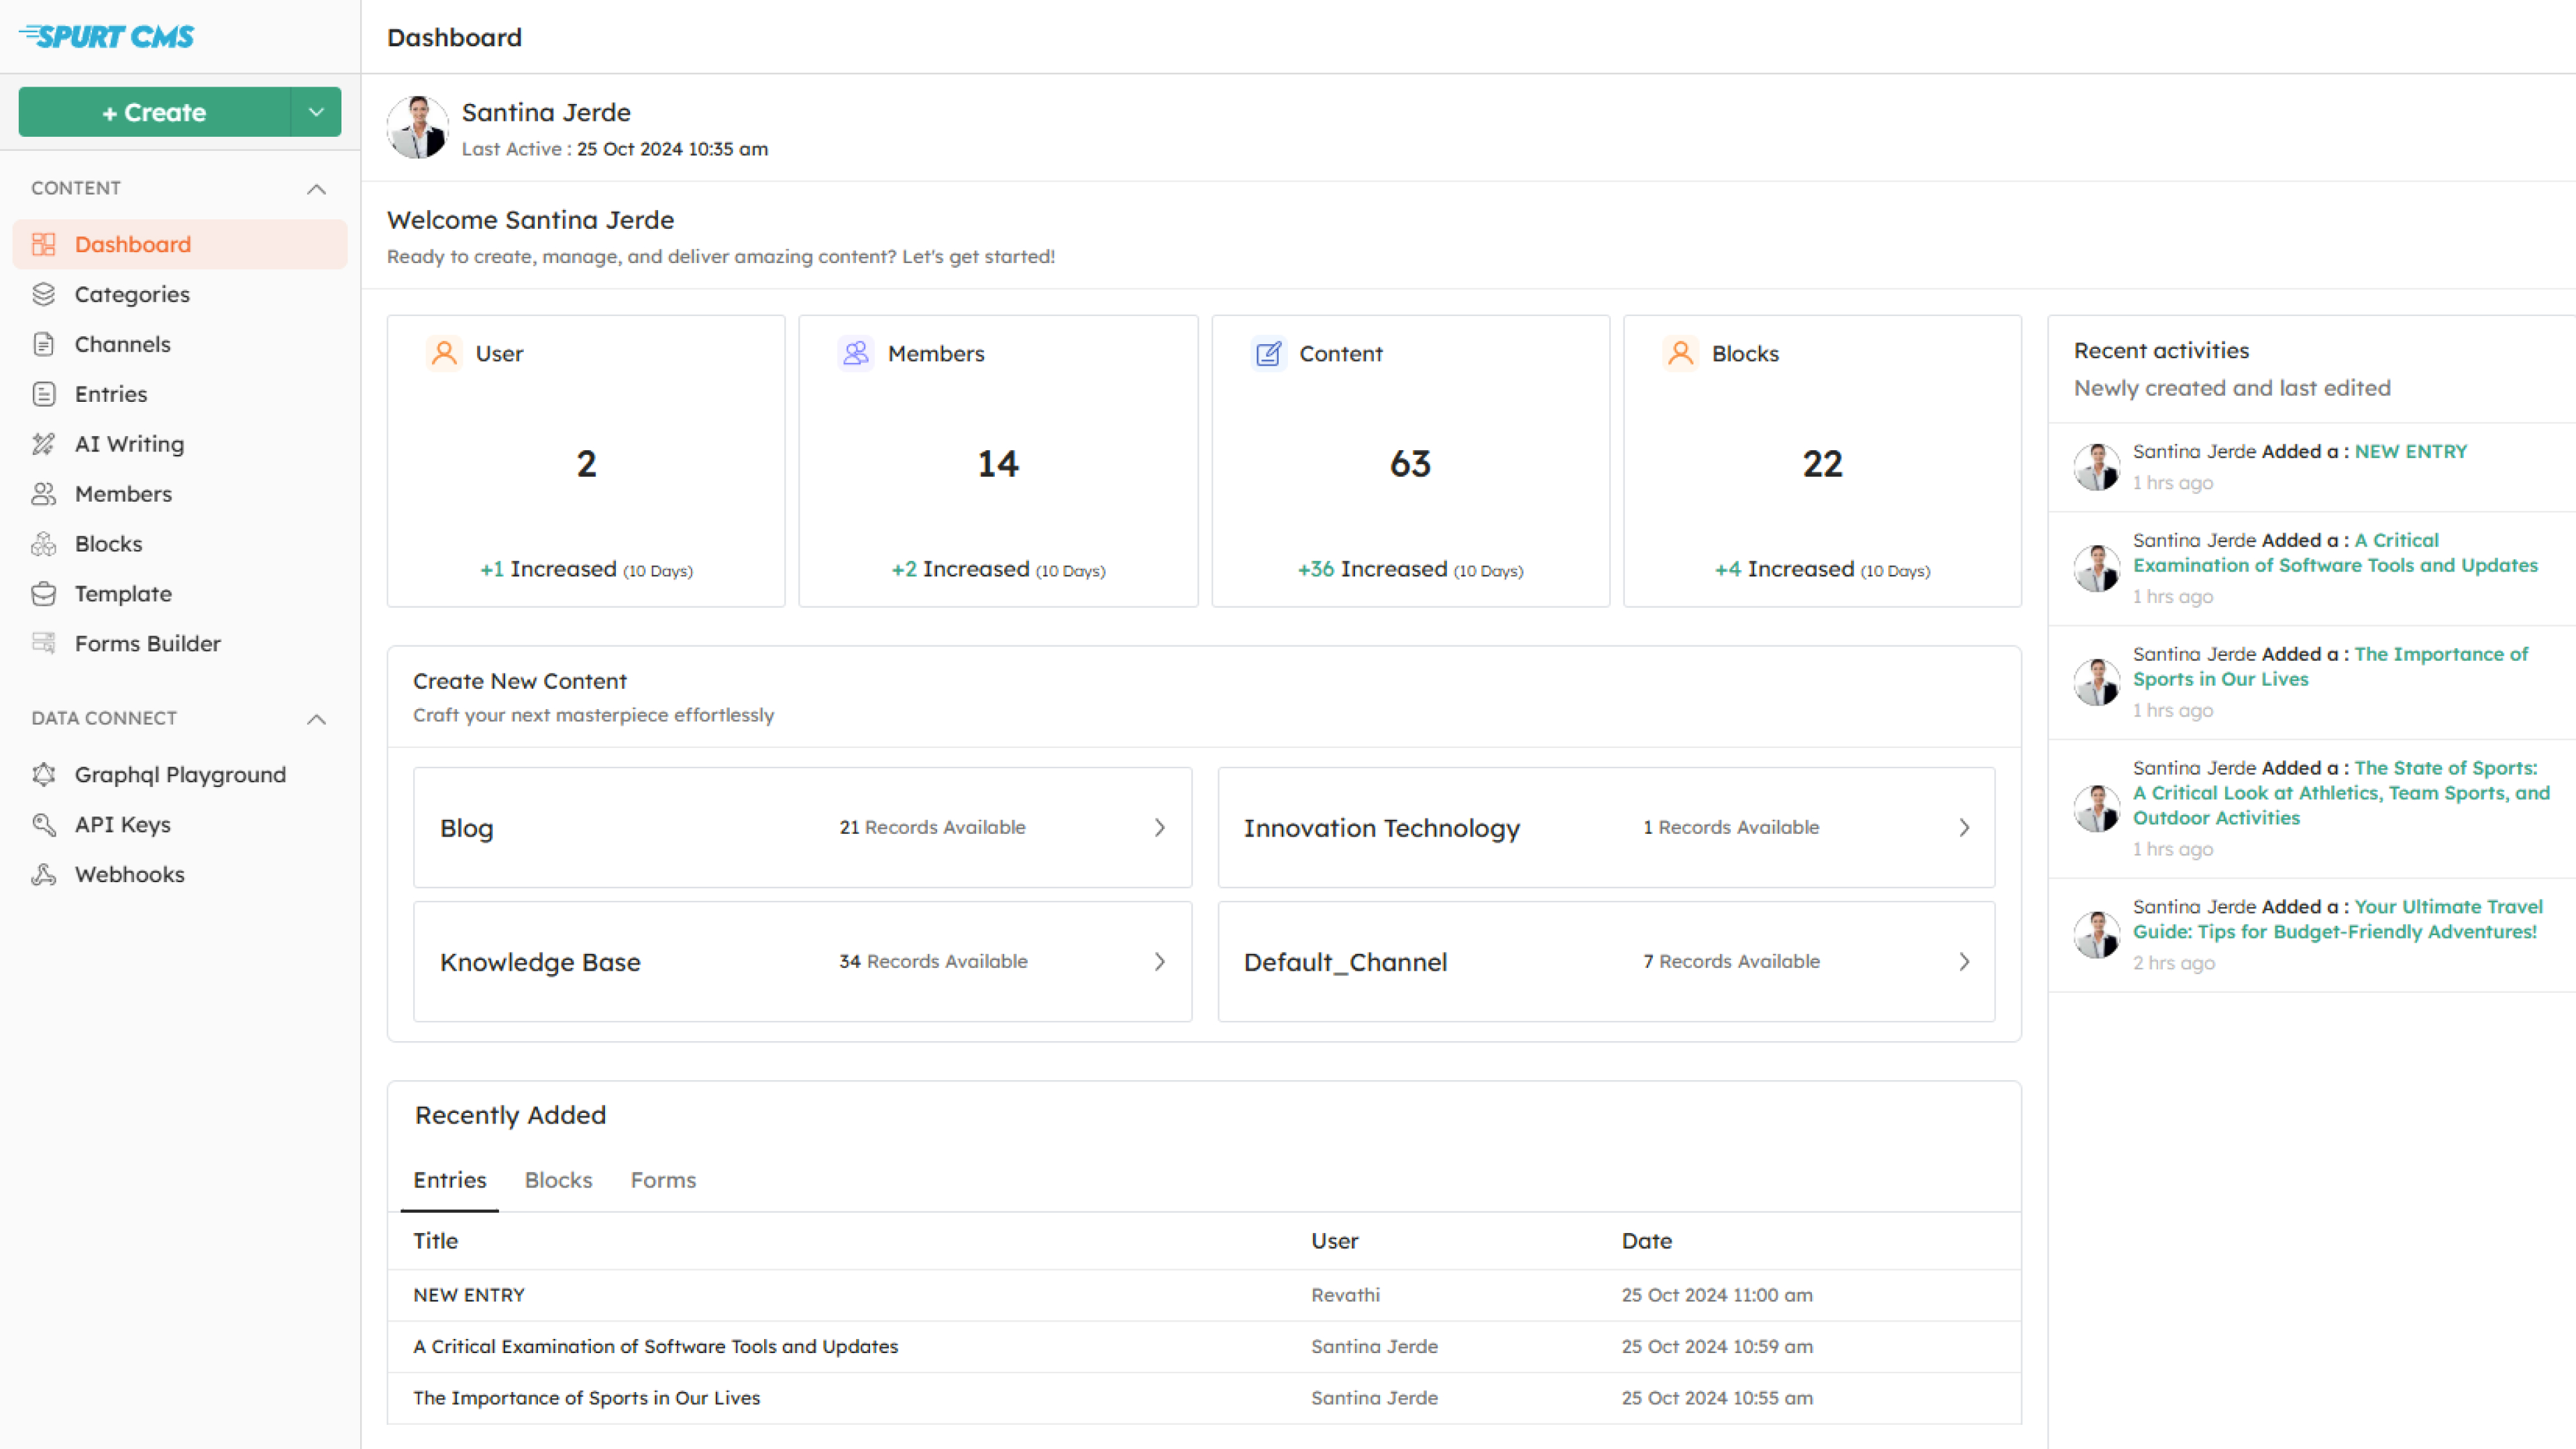 SPURT CMS
+ Create
CONTENT
Dashboard
Categories
Channels
Entries
AI Writing
Members
Blocks
Template
Forms Builder
DATA CONNECT
Graphql Playground
API Keys
Webhooks
Dashboard
Santina Jerde
Last Active : 25 Oct 2024 10:35 am
Welcome Santina Jerde
Ready to create, manage, and deliver amazing content? Let's get started!
User
2
+1 Increased (10 Days)
Members
14
+2 Increased (10 Days)
Content
63
+36 Increased (10 Days)
Blocks
22
+4 Increased (10 Days)
Create New Content
Craft your next masterpiece effortlessly
Blog 21 Records Available
Innovation Technology 1 Records Available
Knowledge Base 34 Records Available
Default_Channel 7 Records Available
Recently Added
Entries Blocks Forms
Title User Date
NEW ENTRY Revathi 25 Oct 2024 11:00 am
A Critical Examination of Software Tools and Updates Santina Jerde 25 Oct 2024 10:59 am
The Importance of Sports in Our Lives Santina Jerde 25 Oct 2024 10:55 am
Recent activities
Newly created and last edited
Santina Jerde Added a : NEW ENTRY
1 hrs ago
Santina Jerde Added a : A Critical
Examination of Software Tools and Updates
1 hrs ago
Santina Jerde Added a : The Importance of
Sports in Our Lives
1 hrs ago
Santina Jerde Added a : The State of Sports:
A Critical Look at Athletics, Team Sports, and
Outdoor Activities
1 hrs ago
Santina Jerde Added a : Your Ultimate Travel
Guide: Tips for Budget-Friendly Adventures!
2 hrs ago